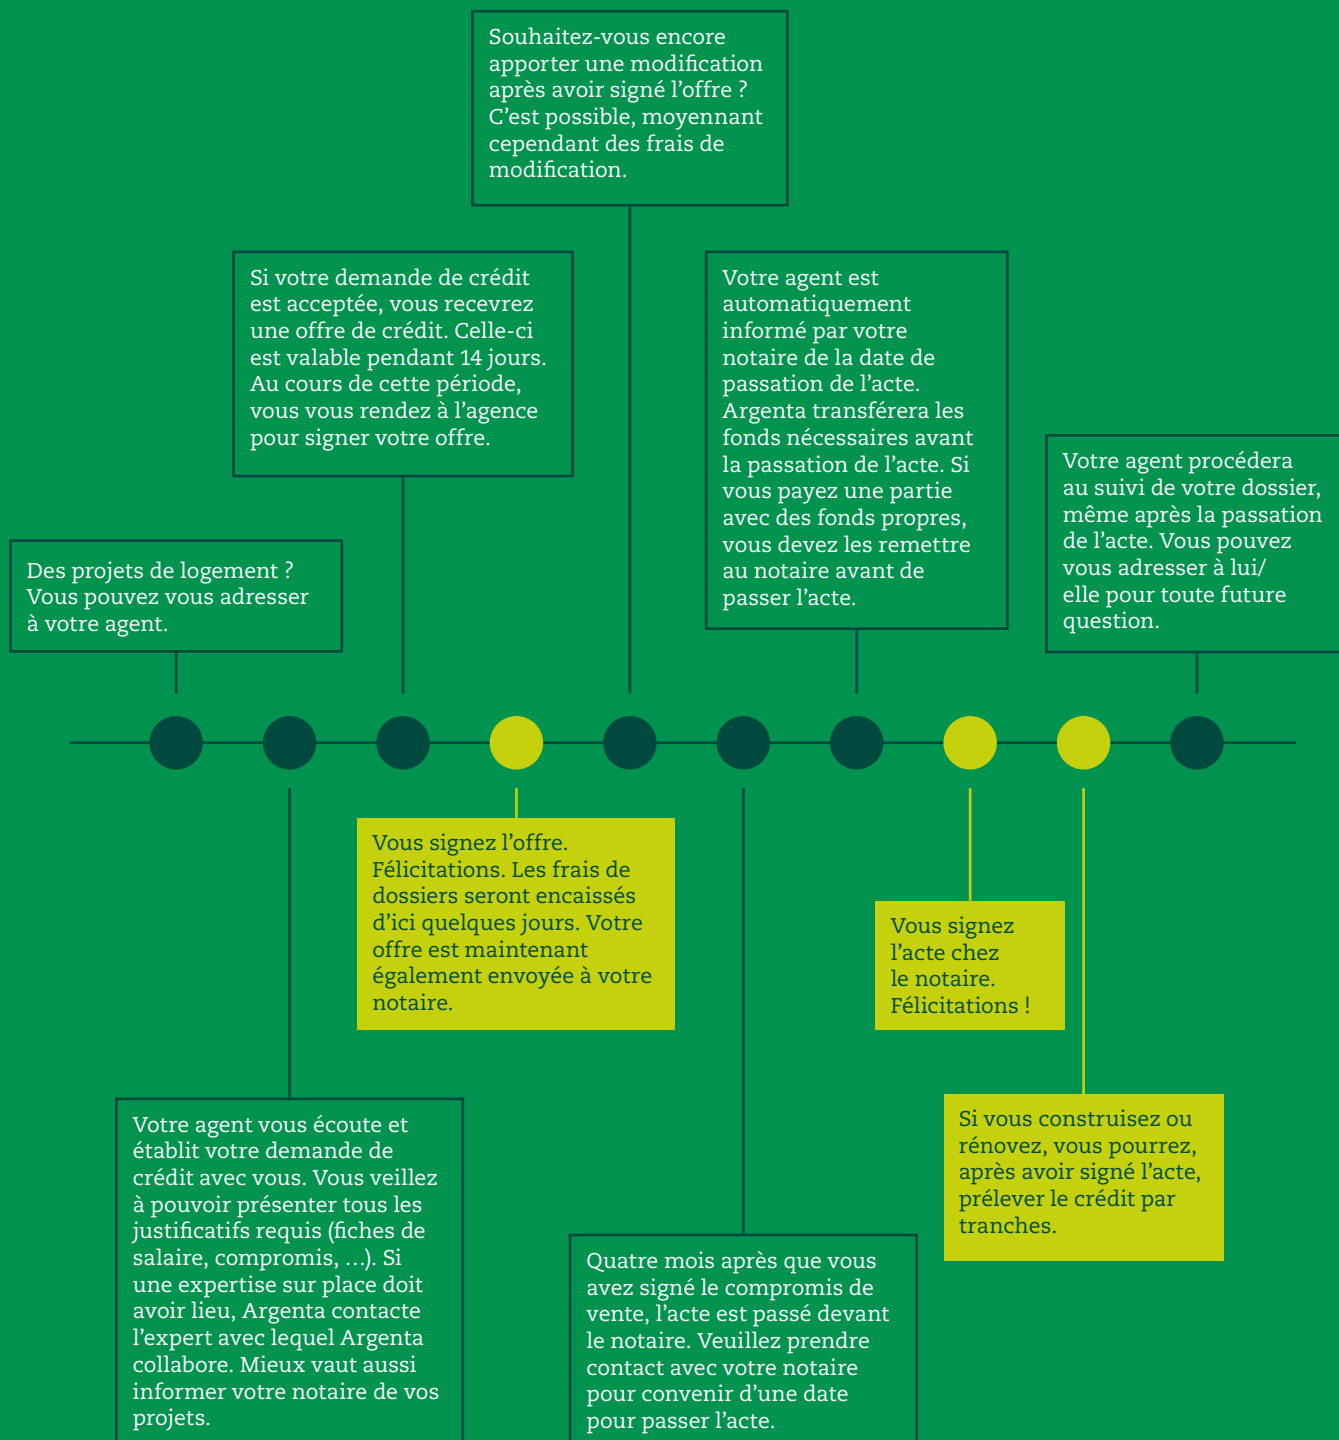 Souhaitez-vous encore
apporter une modification
après avoir signé l’offre ?
C’est possible, moyennant
cependant des frais de
modification.
Si votre demande de crédit
est acceptée, vous recevrez
une offre de crédit. Celle-ci
est valable pendant 14 jours.
Au cours de cette période,
vous vous rendez à l’agence
pour signer votre offre.
Votre agent est
automatiquement
informé par votre
notaire de la date de
passation de l’acte.
Argenta transférera les
fonds nécessaires avant
la passation de l’acte. Si
vous payez une partie
avec des fonds propres,
vous devez les remettre
au notaire avant de
passer l’acte.
Votre agent procédera
au suivi de votre dossier,
même après la passation
de l’acte. Vous pouvez
vous adresser à lui/
elle pour toute future
question.
Des projets de logement ?
Vous pouvez vous adresser
à votre agent.
Vous signez l’offre.
Félicitations. Les frais de
dossiers seront encaissés
d’ici quelques jours. Votre
offre est maintenant
également envoyée à votre
notaire.
Vous signez
l’acte chez
le notaire.
Félicitations !
Votre agent vous écoute et
établit votre demande de
crédit avec vous. Vous veillez
à pouvoir présenter tous les
justificatifs requis (fiches de
salaire, compromis, …). Si
une expertise sur place doit
avoir lieu, Argenta contacte
l’expert avec lequel Argenta
collabore. Mieux vaut aussi
informer votre notaire de vos
projets.
Si vous construisez ou
rénovez, vous pourrez,
après avoir signé l’acte,
prélever le crédit par
tranches.
Quatre mois après que vous
avez signé le compromis de
vente, l’acte est passé devant
le notaire. Veuillez prendre
contact avec votre notaire
pour convenir d’une date
pour passer l’acte.